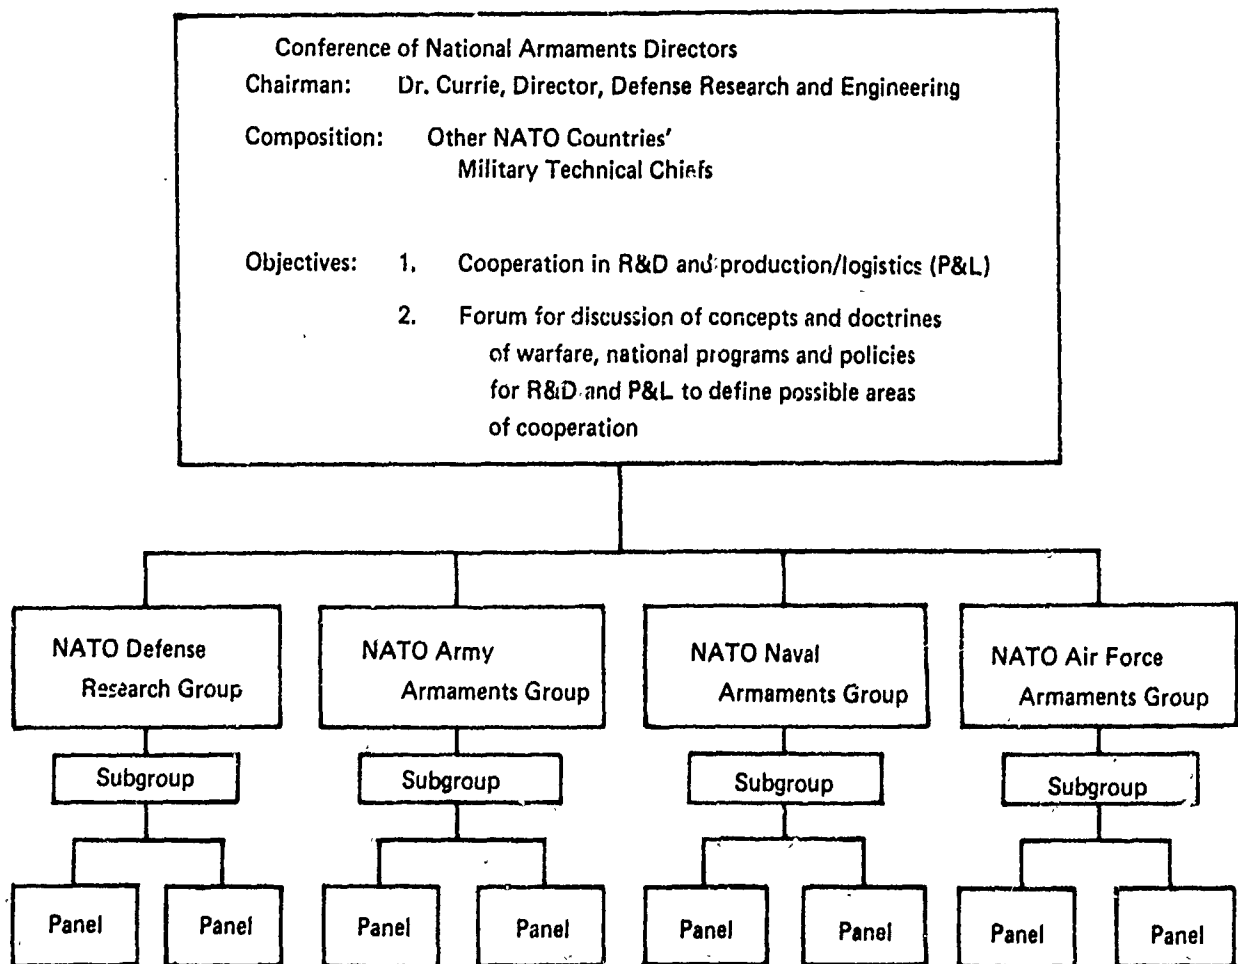 Conference of National Armaments Directors
Chairman: Dr. Currie, Director, Defense Research and Engineering
Composition: Other NATO Countries'
Military Technical Chiefs
Objectives: 1. Cooperation in R&D and production/logistics (P&L)
2. Forum for discussion of concepts and doctrines
of warfare, national programs and policies
for R&D and P&L to define possible areas
of cooperation
NATO Defense
Research Group
NATO Army
Armaments Group
NATO Naval
Armaments Group
NATO Air Force
Armaments Group
Subgroup
Subgroup
Subgroup
Subgroup
Panel
Panel
Panel
Panel
Panel
Panel
Panel
Panel